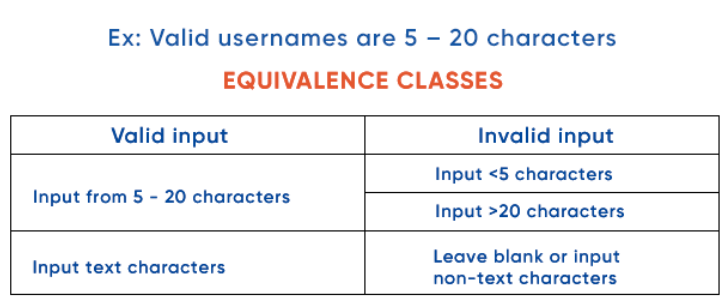 Ex: Valid usernames are 5 – 20 characters
EQUIVALENCE CLASSES
Valid input
Invalid input
Input from 5 - 20 characters
Input <5 characters
Input >20 characters
Input text characters
Leave blank or input
non-text characters